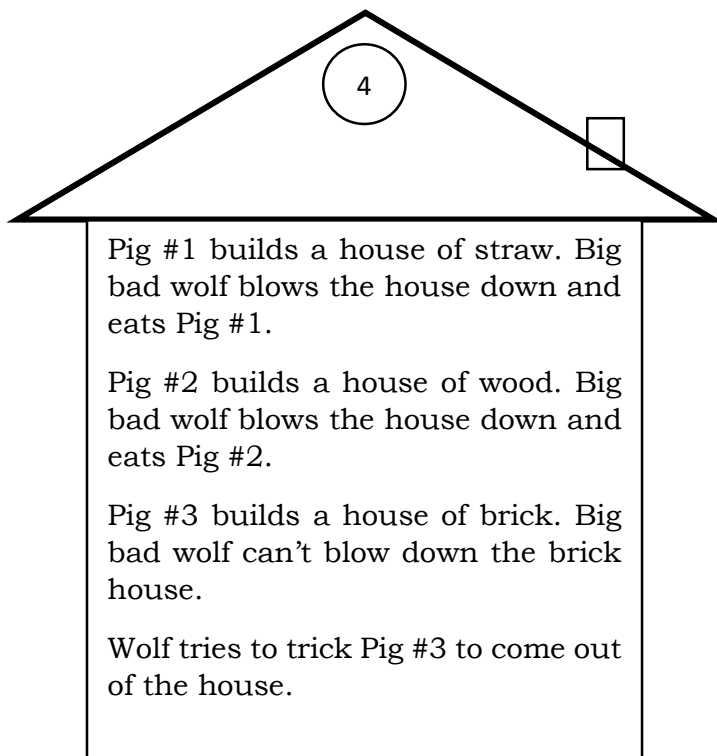 4
Pig #1 builds a house of straw. Big
bad wolf blows the house down and
eats Pig #1.
Pig #2 builds a house of wood. Big
bad wolf blows the house down and
eats Pig #2.
Pig #3 builds a house of brick. Big
bad wolf can’t blow down the brick
house.
Wolf tries to trick Pig #3 to come out
of the house.